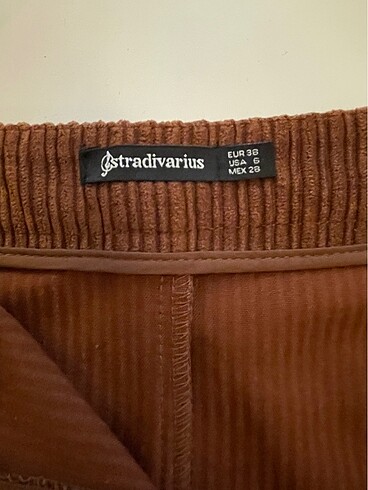 Stradivarius
EUR 38
USA 6
MEX 28